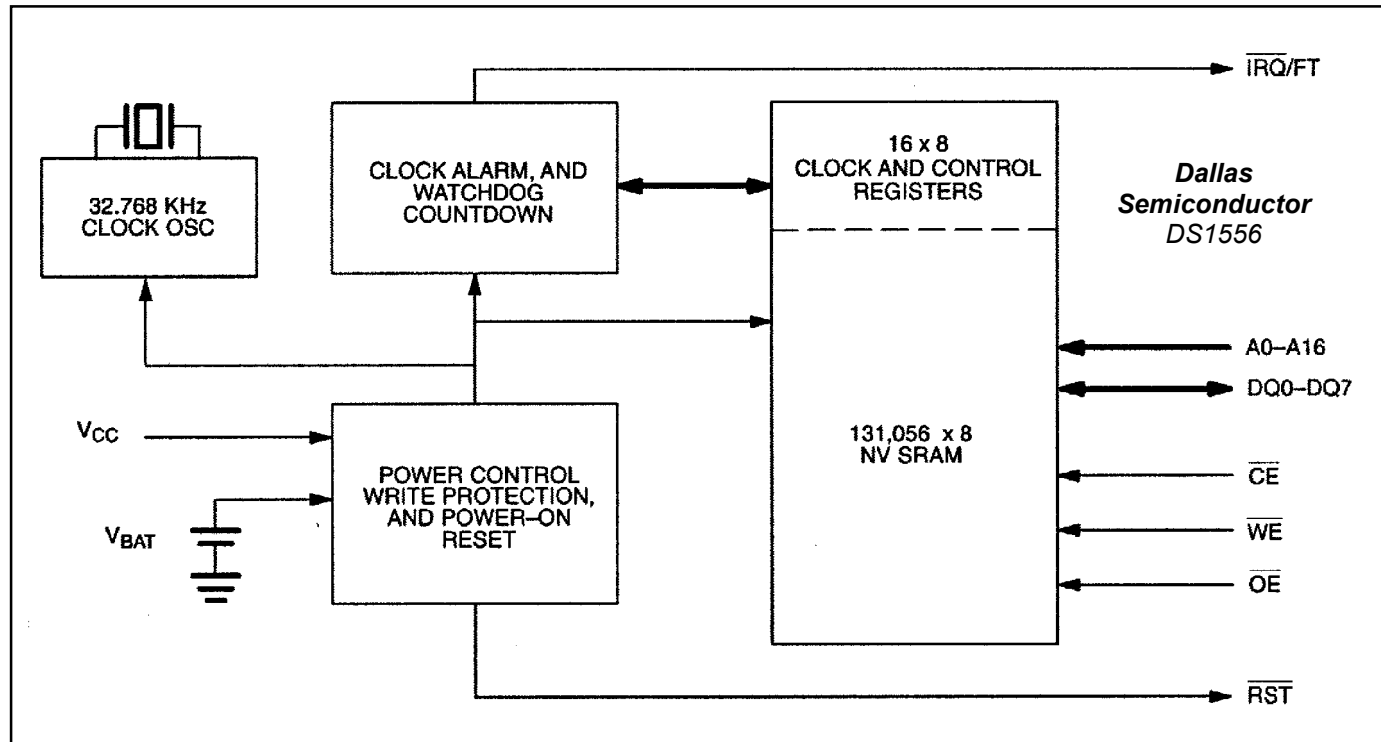 IRQ/FT
32.768 KHz
CLOCK OSC
CLOCK ALARM, AND
WATCHDOG
COUNTDOWN
16 x 8
CLOCK AND CONTROL
REGISTERS
Dallas
Semiconductor
DS1556
A0–A16
DQ0–DQ7
VCC
POWER CONTROL
WRITE PROTECTION,
AND POWER–ON
RESET
131,056 x 8
NV SRAM
CE
VBAT
WE
OE
RST